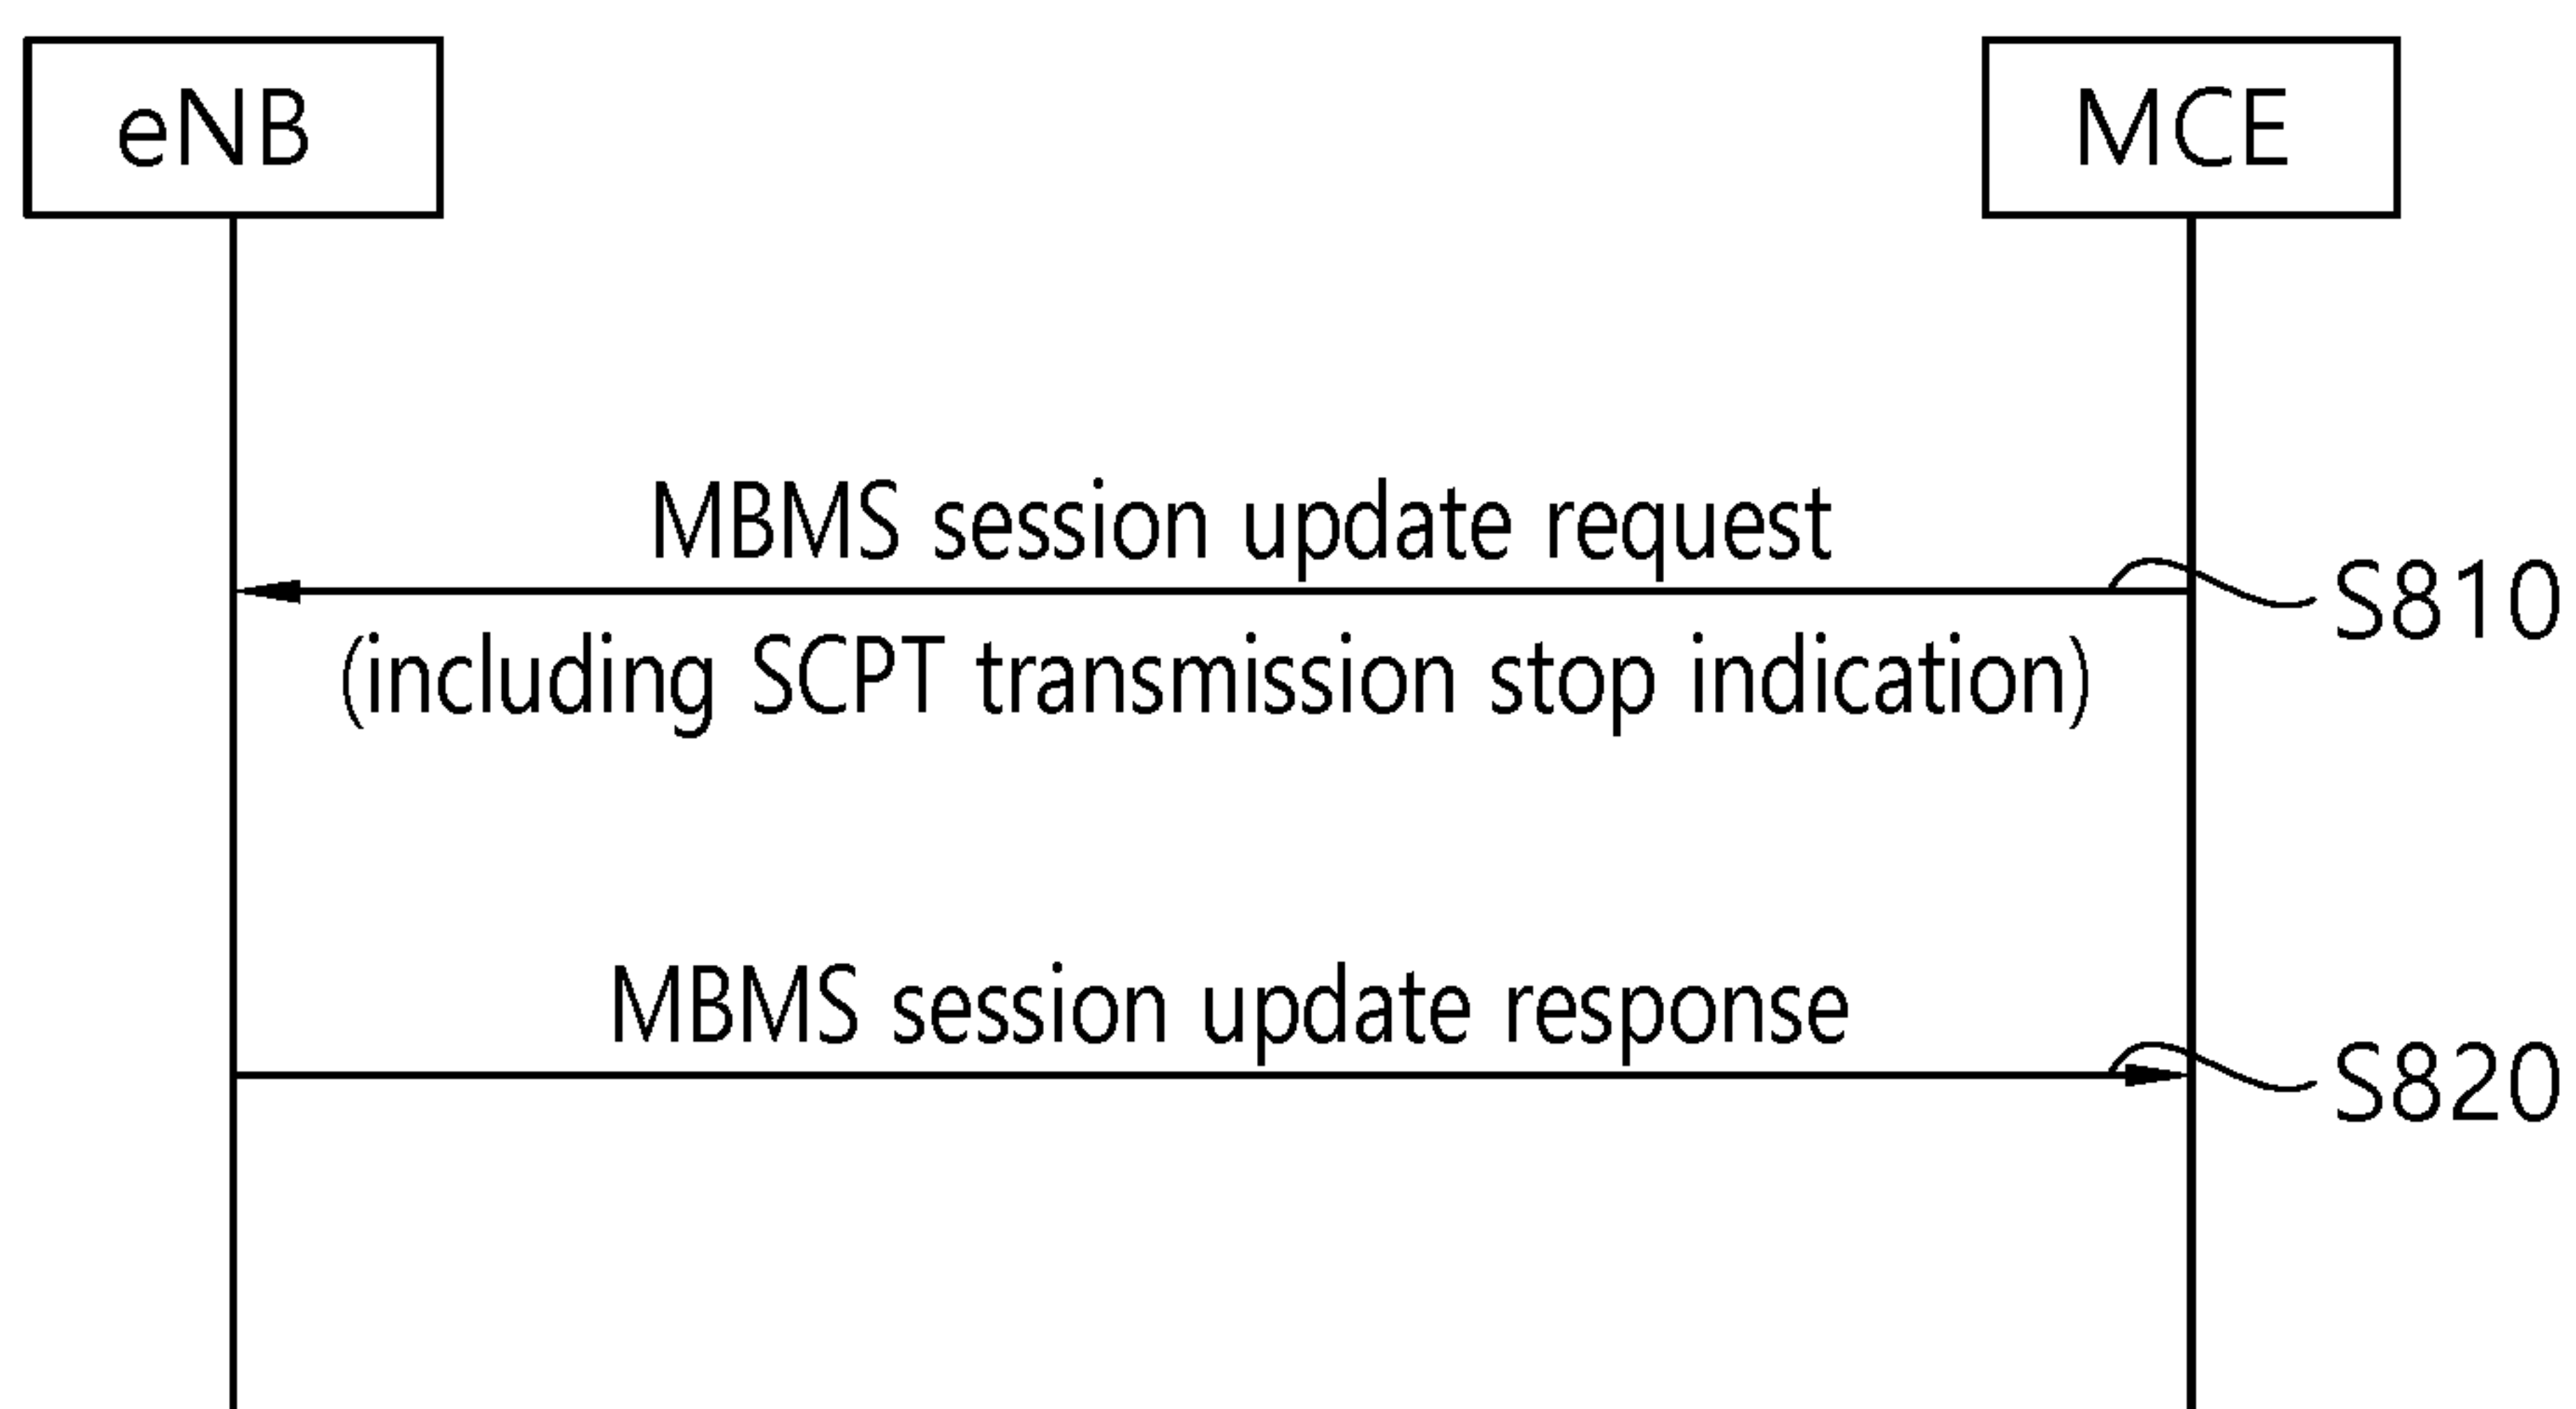 eNB
MCE
MBMS session update request
S810
(including SCPT transmission stop indication)
MBMS session update response
S820